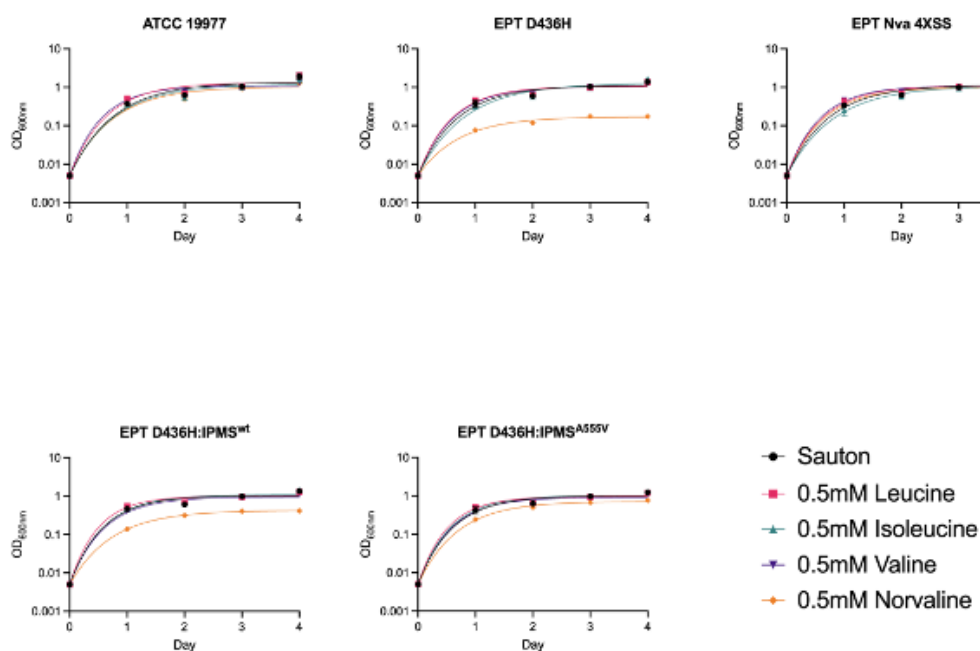 ATCC 19977
EPT D436H
EPT Nva 4XSS
10
1
0.1
0.01
0.001
OD600nm
0
1
2
3
4
Day
10
1
0.1
0.01
0.001
OD600nm
0
1
2
3
4
Day
10
1
0.1
0.01
0.001
OD600nm
0
1
2
3
Day
EPT D436H:IPMSwt
EPT D436H:IPMSA555V
10
1
0.1
0.01
0.001
OD600nm
0
1
2
3
4
Day
10
1
0.1
0.01
0.001
OD600nm
0
1
2
3
4
Day
Sauton
0.5mM Leucine
0.5mM Isoleucine
0.5mM Valine
0.5mM Norvaline